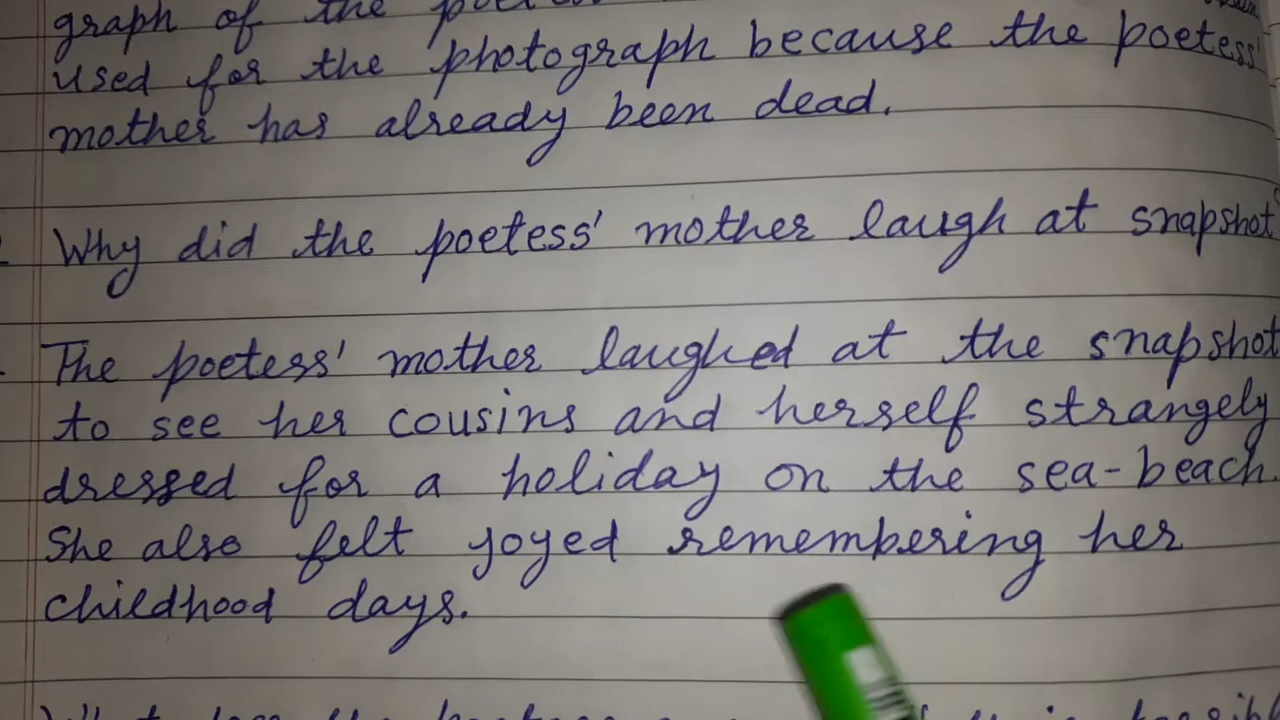 graph of the
used for the photograph because the poetess'
mother has already been dead.
Why did the poetess' mother laugh at snapshot
The poetess' mother laughed at the snapshot
to see her cousins and herself strangely
dressed for a holiday on the sea-beach.
She also felt joyed remembering her
childhood days.